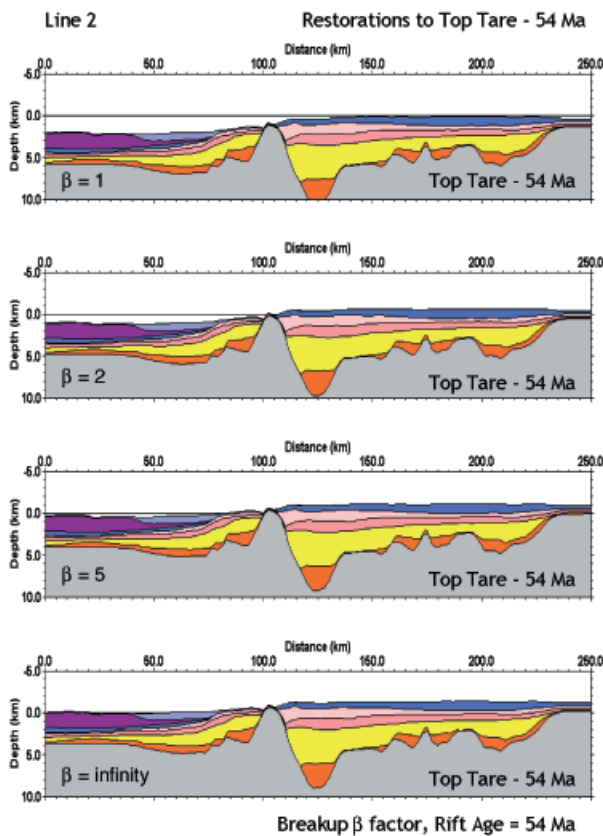 Line 2 Restorations to Top Tare - 54 Ma
Distance (km)
0.0 50.0 100.0 150.0 200.0 250.0
Depth (km)
-5.0
0.0
5.0
10.0
β = 1
Top Tare - 54 Ma
Distance (km)
0.0 50.0 100.0 150.0 200.0 250.0
Depth (km)
-5.0
0.0
5.0
10.0
β = 2
Top Tare - 54 Ma
Distance (km)
0.0 50.0 100.0 150.0 200.0 250.0
Depth (km)
-5.0
0.0
5.0
10.0
β = 5
Top Tare - 54 Ma
Distance (km)
0.0 50.0 100.0 150.0 200.0 250.0
Depth (km)
-5.0
0.0
5.0
10.0
β = infinity
Top Tare - 54 Ma
Breakup β factor, Rift Age = 54 Ma